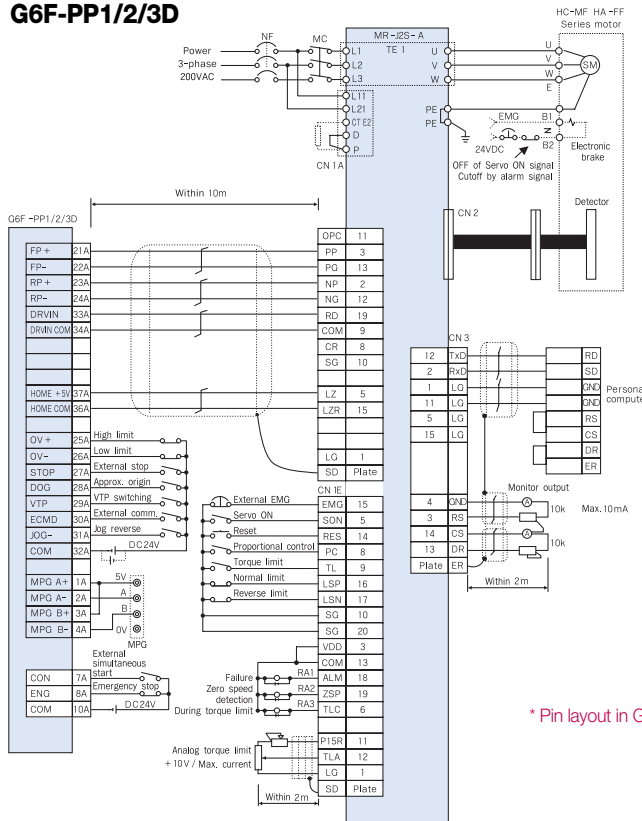 G6F-PP1/2/3D
HC-MF HA-FF
Series motor
NF
MC
MR-J2S-A
Power
3-phase
200VAC
L1
TE 1
U
U
L2
V
V
SM
L3
W
W
E
L11
L21
CT E2
D
P
CN 1A
PE
PE
EMG
B1
24VDC
B2
Electronic
brake
OFF of Servo ON signal
Cutoff by alarm signal
Within 10m
Detector
CN 2
G6F -PP1/2/3D
OPC 11
FP + 21A
PP 3
FP- 22A
PG 13
RP + 23A
NP 2
RP- 24A
NG 12
DRVIN 33A
RD 19
DRVIN COM 34A
COM 9
CR 8
SG 10
HOME +5V 37A
LZ 5
HOME COM 36A
LZR 15
LG 1
SD Plate
CN 3
12 TxD
RD
2 RxD
SD
1 LG
GND
11 LG
GND
5 LG
RS
15 LG
CS
DR
ER
Persona
compute
OV + 25A High limit
OV- 26A Low limit
STOP 27A External stop
DOG 28A Approx. origin
VTP 29A VTP switching
ECMD 30A External comm.
JOG- 31A Jog reverse
COM 32A DC24V
MPG A+ 1A 5V
MPG A- 2A A
MPG B+ 3A B
MPG B- 4A 0V
MPG
External
simultaneous
start
CON 7A
Emergency stop
ENG 8A
COM 10A DC24V
CN 1E
External EMG EMG 15
Servo ON SON 5
Reset RES 14
Proportional control PC 8
Torque limit TL 9
Normal limit LSP 16
Reverse limit LSN 17
SG 10
SG 20
VDD 3
COM 13
Failure RA1 ALM 18
Zero speed
detection RA2 ZSP 19
During torque limit RA3 TLC 6
Monitor output
4 GND
A
10k
Max.10mA
3 RS
14 CS
A
10k
13 DR
Plate ER
Within 2m
* Pin layout in G
P15R 11
Analog torque limit
+10V / Max. current
TLA 12
LG 1
SD Plate
Within 2m